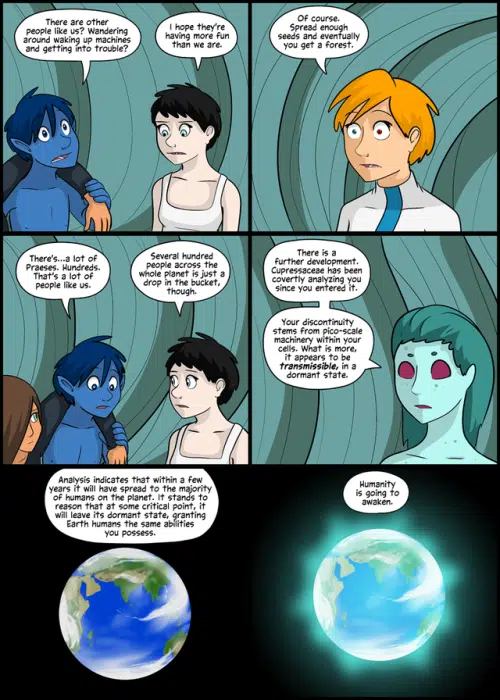 There are other
people like us? Wandering
around waking up machines
and getting into trouble?
I hope they're
having more fun
than we are.
Of course.
Spread enough
seeds and eventually
you get a forest.
There's...a lot of
Praeses. Hundreds.
That's a lot of
people like us.
Several hundred
people across the
whole planet is just a
drop in the bucket,
though.
There is a
further development.
Cupressaceae has been
covertly analyzing you
since you entered it.
Your discontinuity
stems from pico-scale
machinery within your
cells. What is more,
it appears to be
transmissible, in a
dormant state.
Analysis indicates that within a few
years it will have spread to the majority
of humans on the planet. It stands to
reason that at some critical point, it
will leave its dormant state, granting
Earth humans the same abilities
you possess.
Humanity
is going to
awaken.